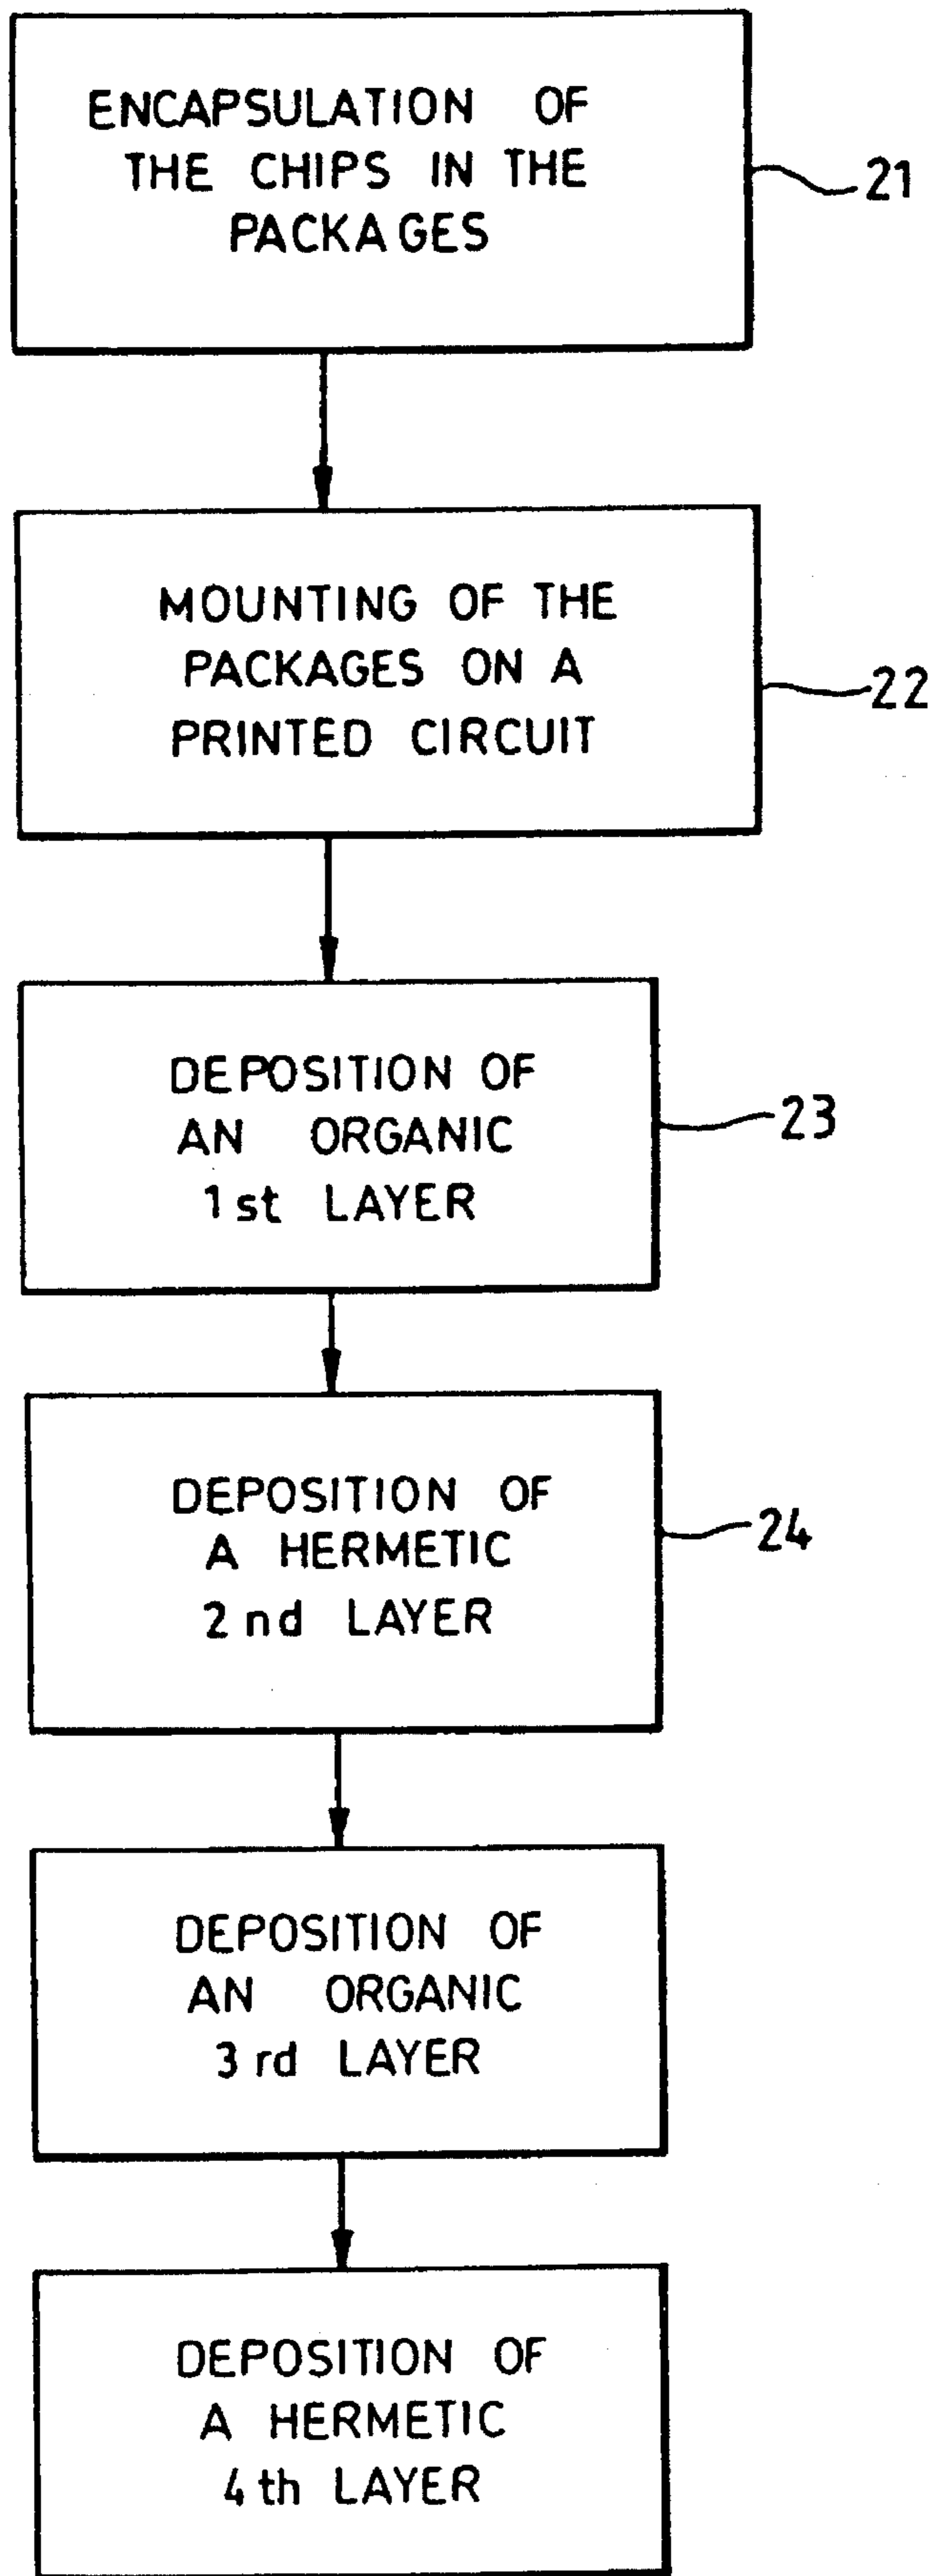 ENCAPSULATION OF
THE CHIPS IN THE
PACKAGES
21
MOUNTING OF THE
PACKAGES ON A
PRINTED CIRCUIT
22
DEPOSITION OF
AN ORGANIC
1st LAYER
23
DEPOSITION OF
A HERMETIC
2nd LAYER
24
DEPOSITION OF
AN ORGANIC
3rd LAYER
DEPOSITION OF
A HERMETIC
4th LAYER